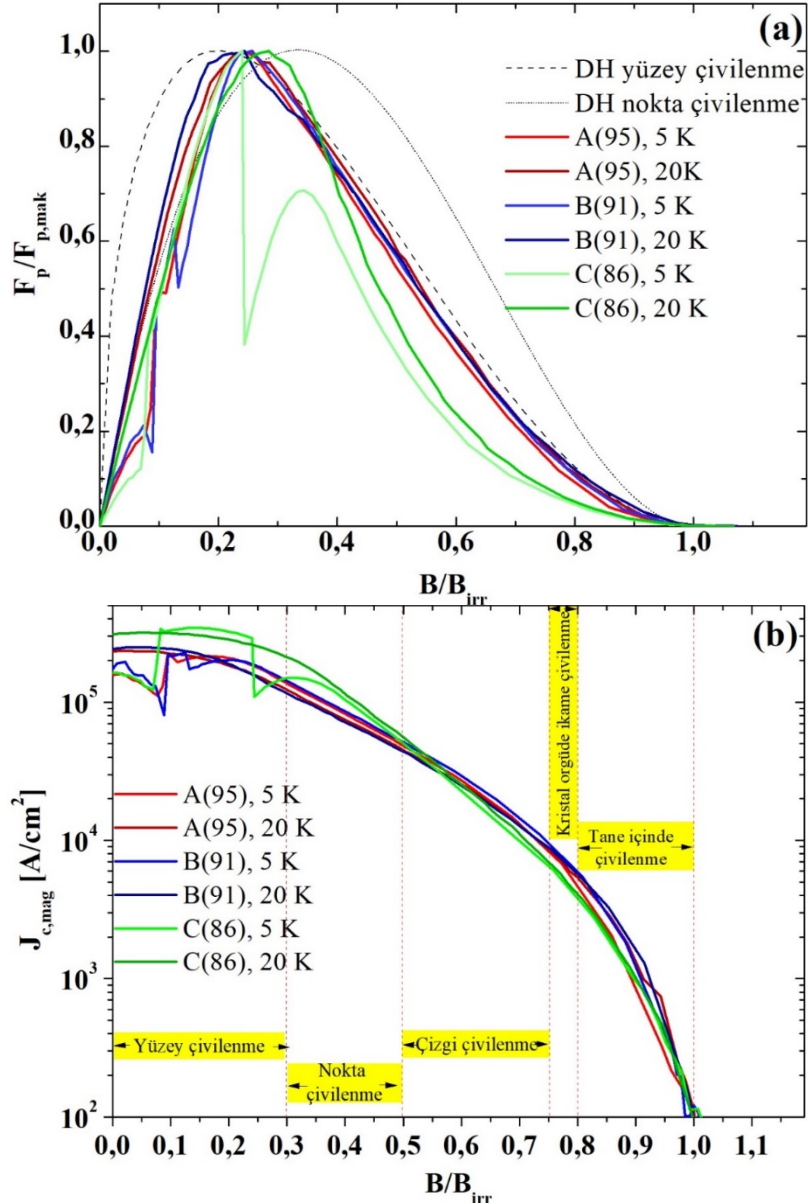 (a)
1,0
0,8
0,6
0,4
0,2
0,0
F_p/F_p,mak
DH yüzey çivilenme
DH nokta çivilenme
A(95), 5 K
A(95), 20K
B(91), 5 K
B(91), 20 K
C(86), 5 K
C(86), 20 K
0,0 0,2 0,4 0,6 0,8 1,0
B/B_irr
(b)
10^5
10^4
10^3
10^2
J_c,mag [A/cm^2]
Kristal orgüde ikame çivilenme
Tane içinde
çivilenme
A(95), 5 K
A(95), 20 K
B(91), 5 K
B(91), 20 K
C(86), 5 K
C(86), 20 K
Yüzey çivilenme
Nokta
çivilenme
Çizgi çivilenme
0,0 0,1 0,2 0,3 0,4 0,5 0,6 0,7 0,8 0,9 1,0 1,1
B/B_irr